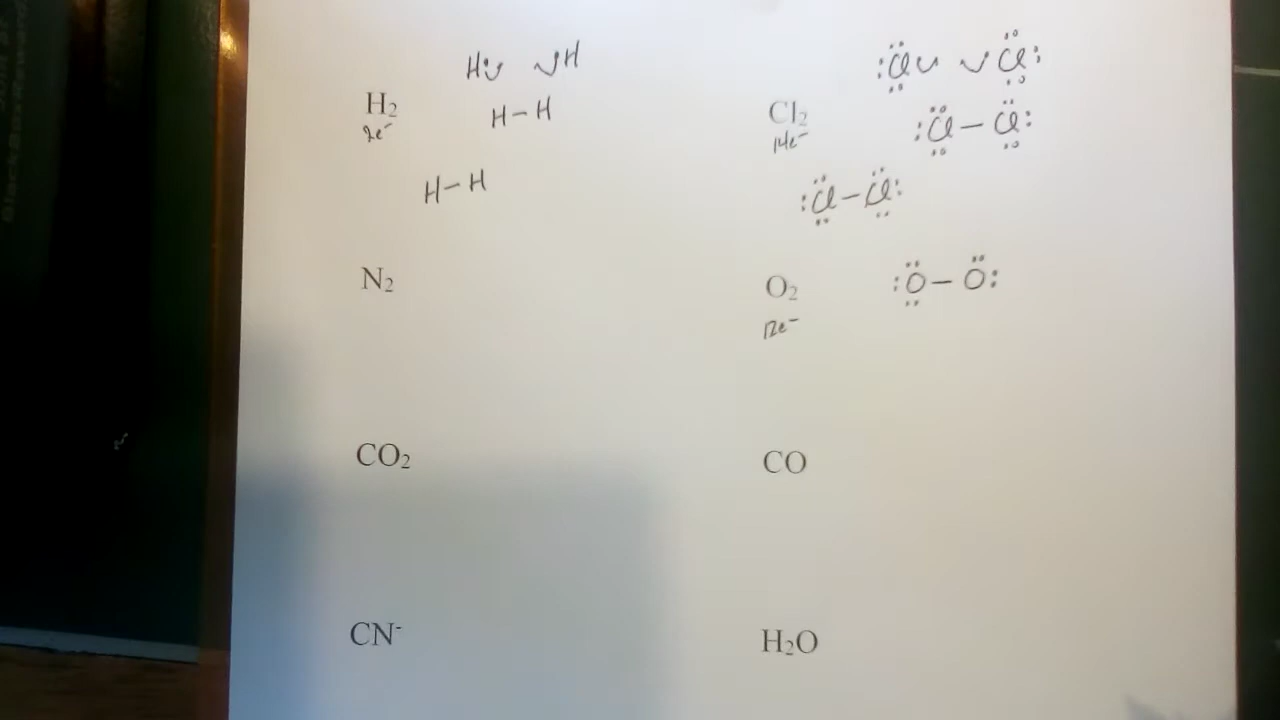 H· ·H
:Cl· ·Cl:
H₂
H–H
Cl₂
:Cl–Cl:
2e⁻
14e⁻
H–H
:Cl–Cl:
N₂
O₂
:O–O:
12e⁻
CO₂
CO
CN⁻
H₂O